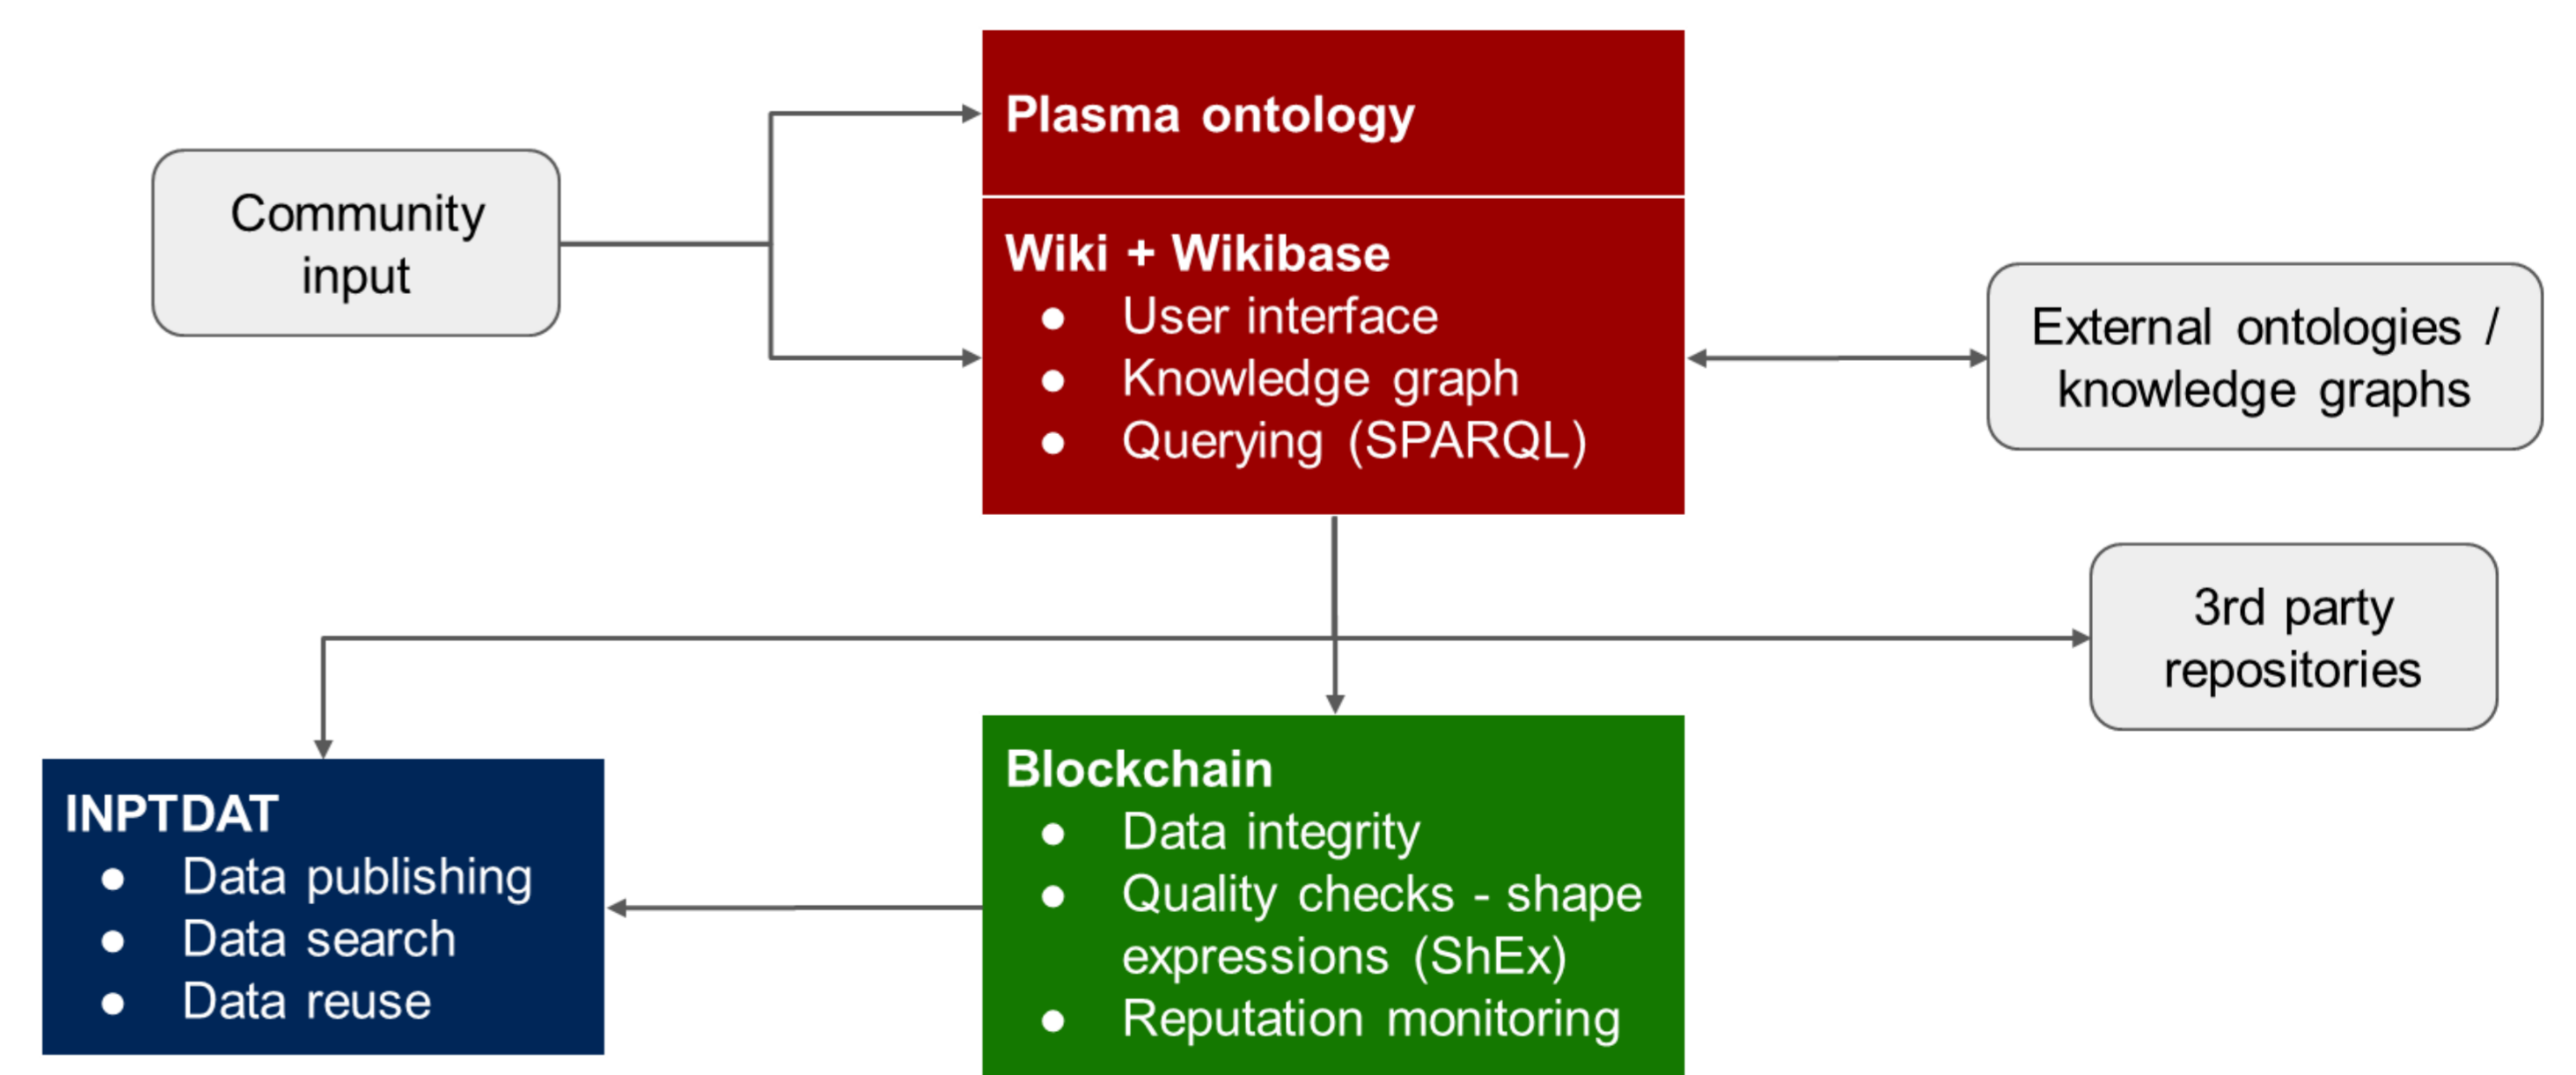 Plasma ontology
Community
input
Wiki + Wikibase
● User interface
● Knowledge graph
● Querying (SPARQL)
External ontologies /
knowledge graphs
3rd party
repositories
INPTDAT
● Data publishing
● Data search
● Data reuse
Blockchain
● Data integrity
● Quality checks - shape
expressions (ShEx)
● Reputation monitoring